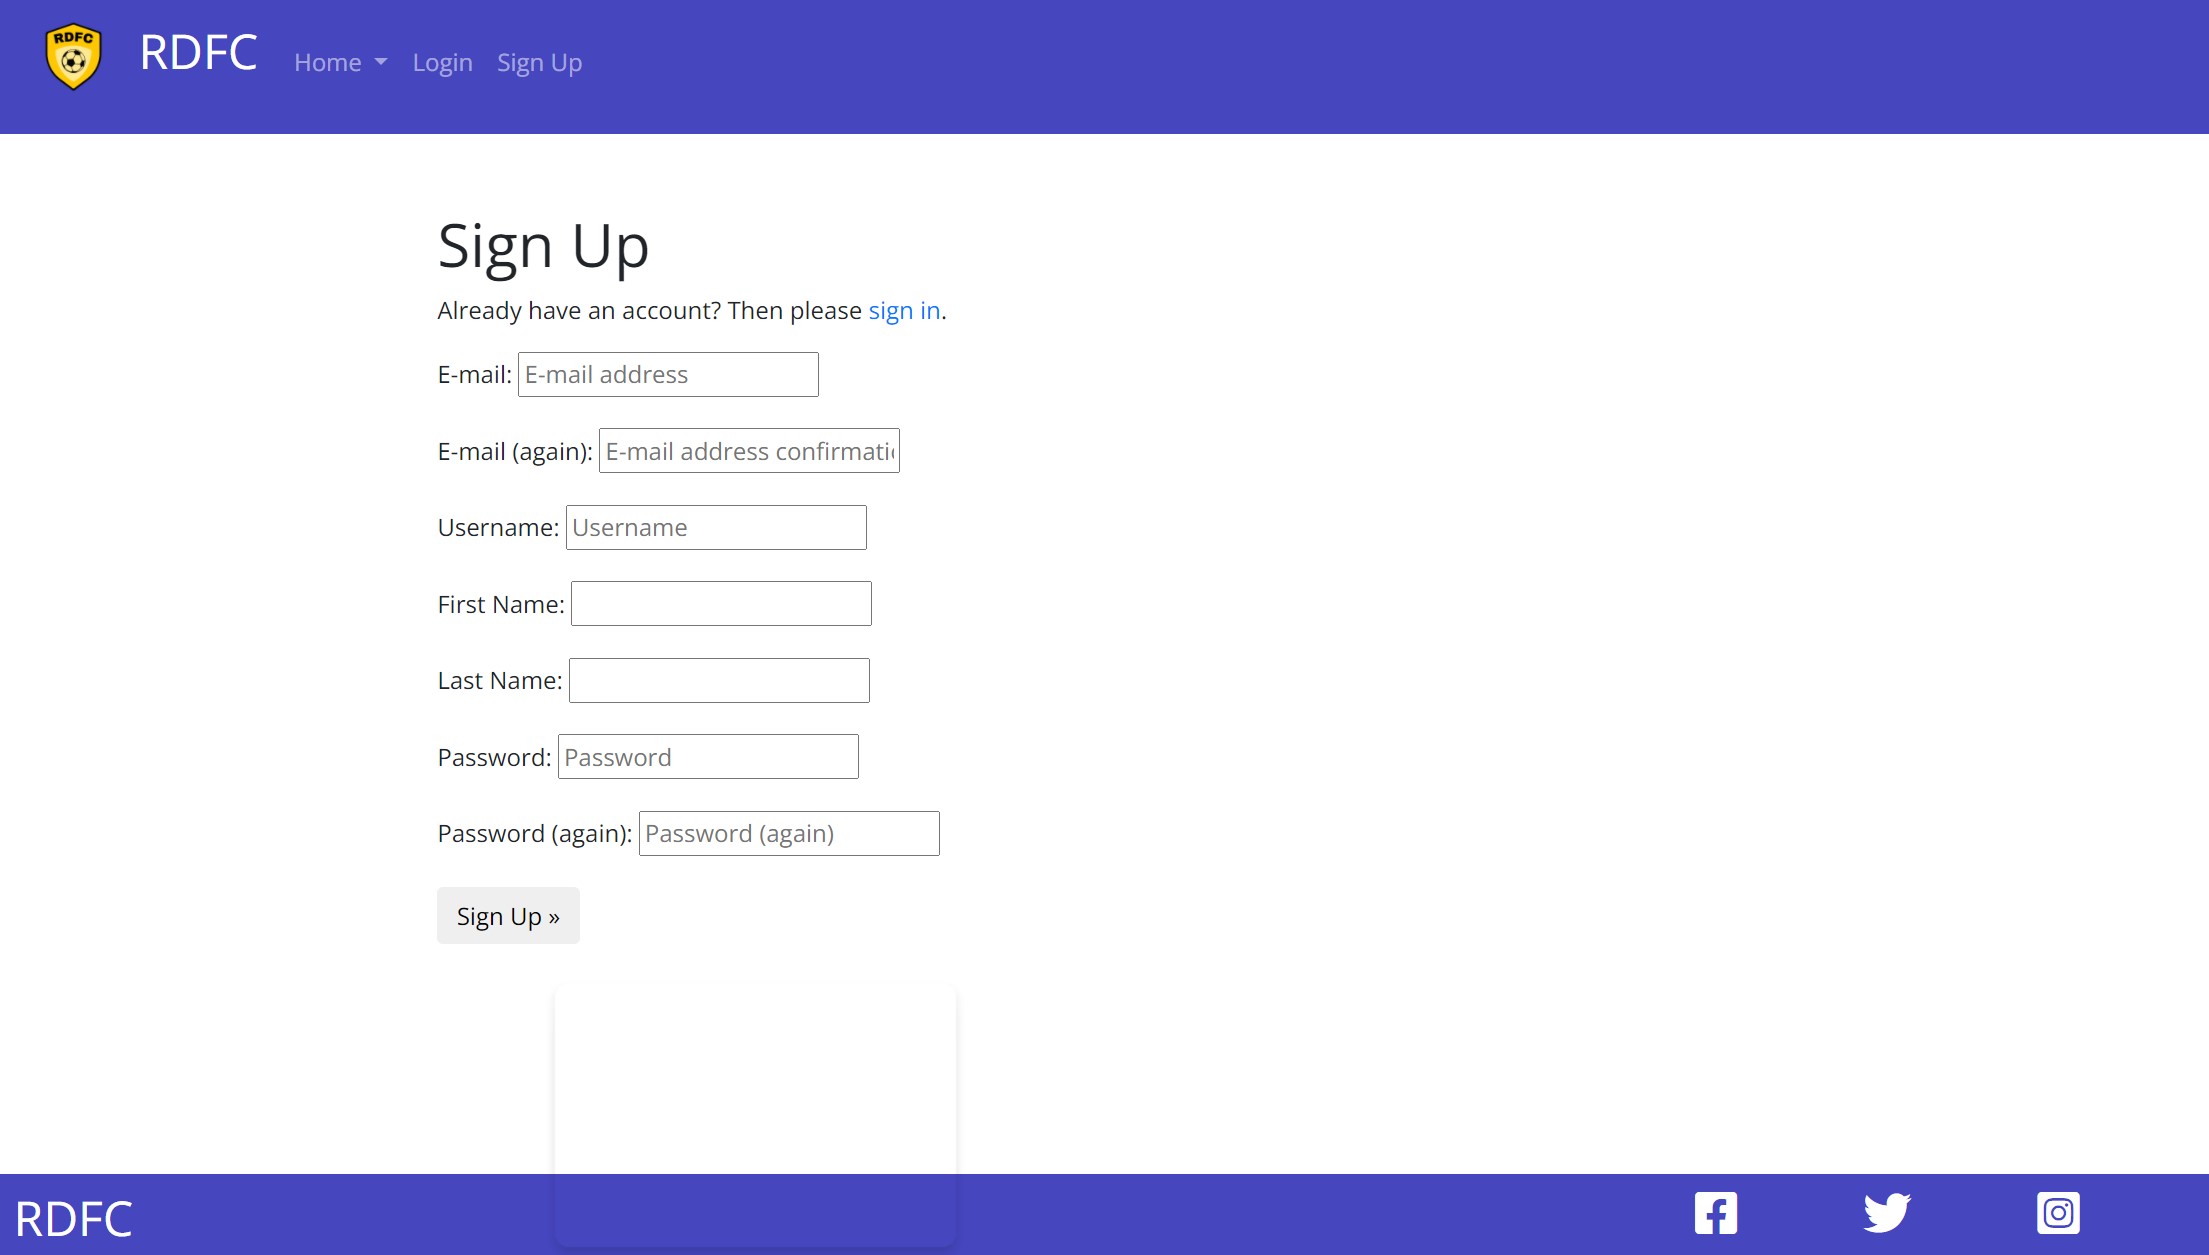 RDFC
RDFC
Home
Login
Sign Up
Sign Up
Already have an account? Then please sign in.
E-mail: E-mail address
E-mail (again): E-mail address confirmati
Username: Username
First Name:
Last Name:
Password: Password
Password (again): Password (again)
Sign Up »
RDFC